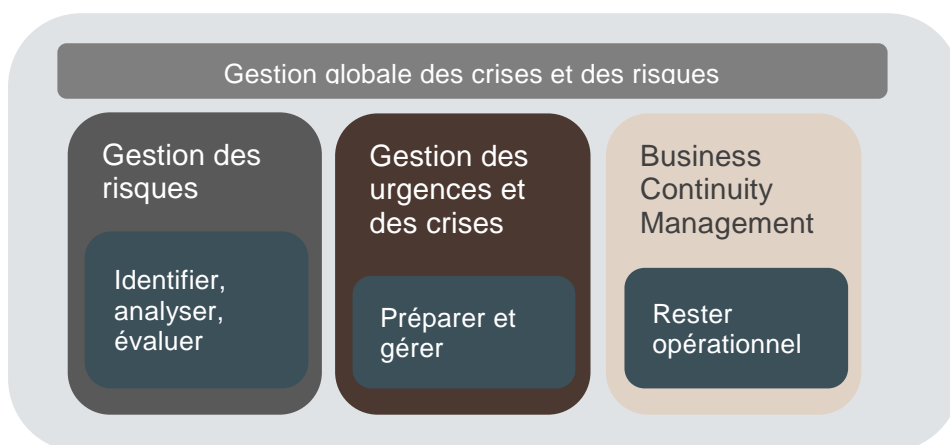 Gestion globale des crises et des risques
Gestion des
risques
Gestion des
urgences et
des crises
Business
Continuity
Management
Identifier,
analyser,
évaluer
Préparer et
gérer
Rester
opérationnel